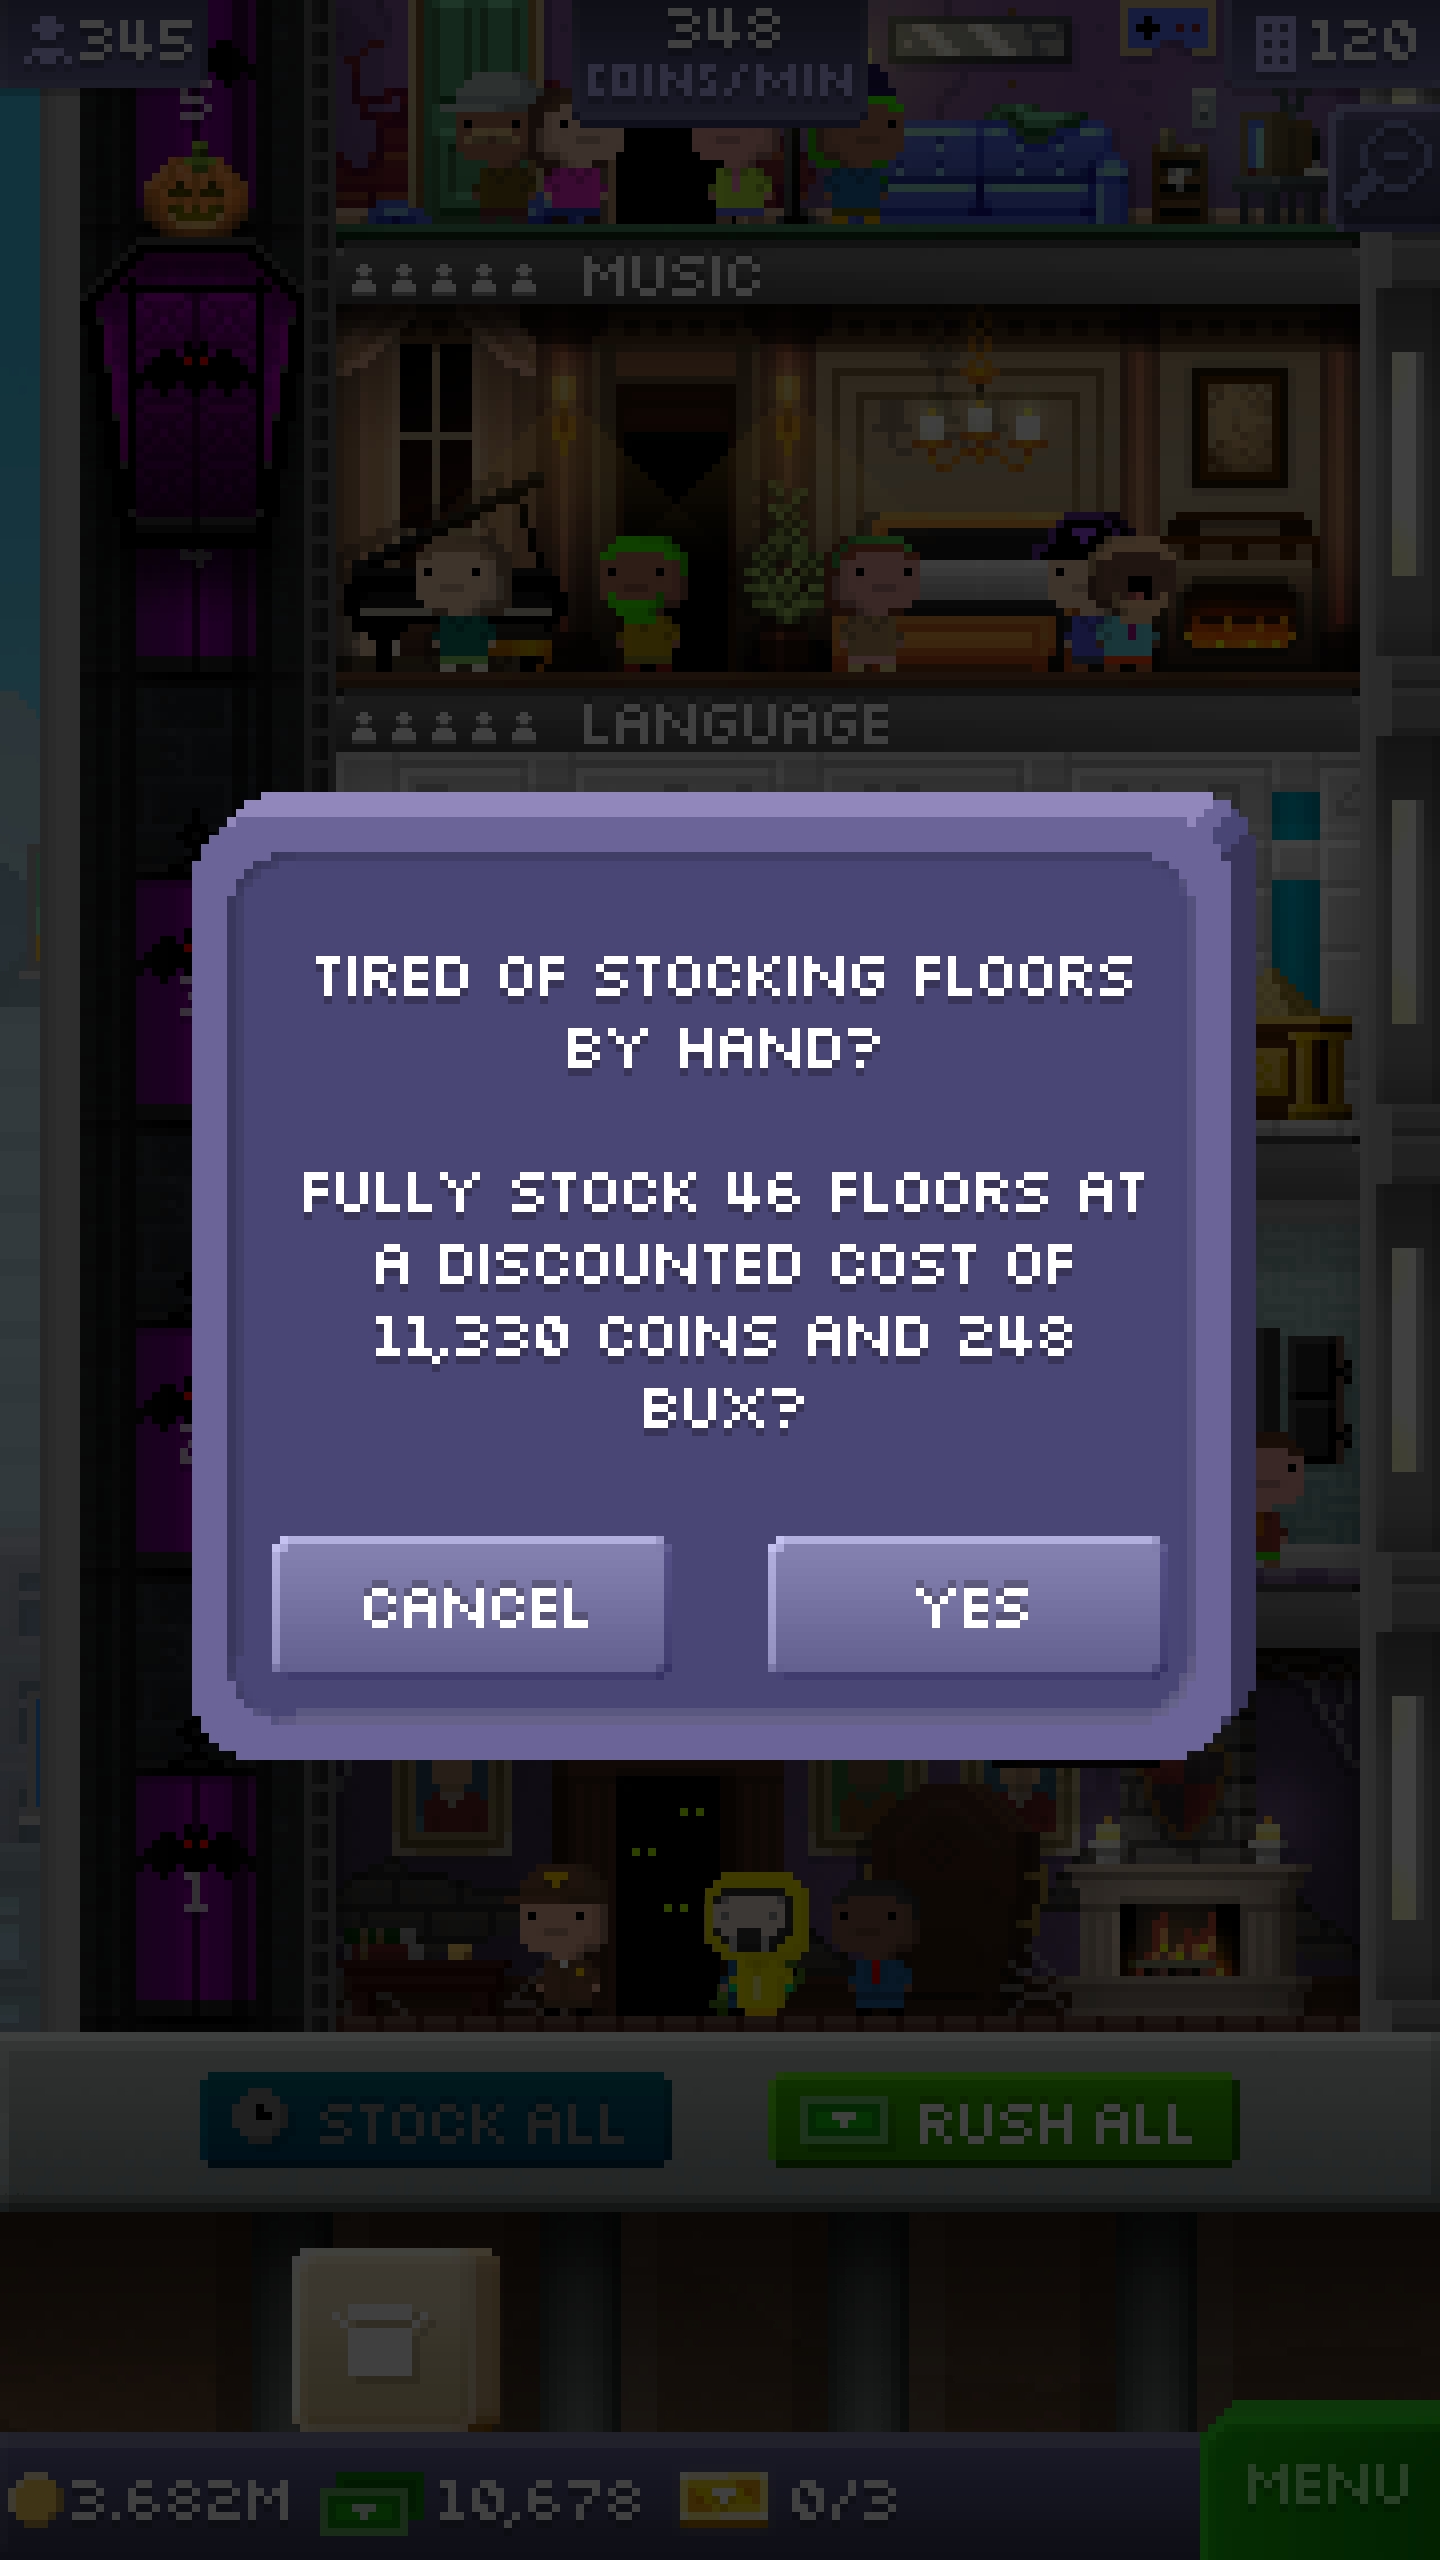 345
348
COINS/MIN
120
5
MUSIC
LANGUAGE
TIRED OF STOCKING FLOORS
BY HAND?
FULLY STOCK 46 FLOORS AT
A DISCOUNTED COST OF
11,330 COINS AND 248
BUX?
CANCEL
YES
1
STOCK ALL
RUSH ALL
3.682M
10,678
0/3
MENU